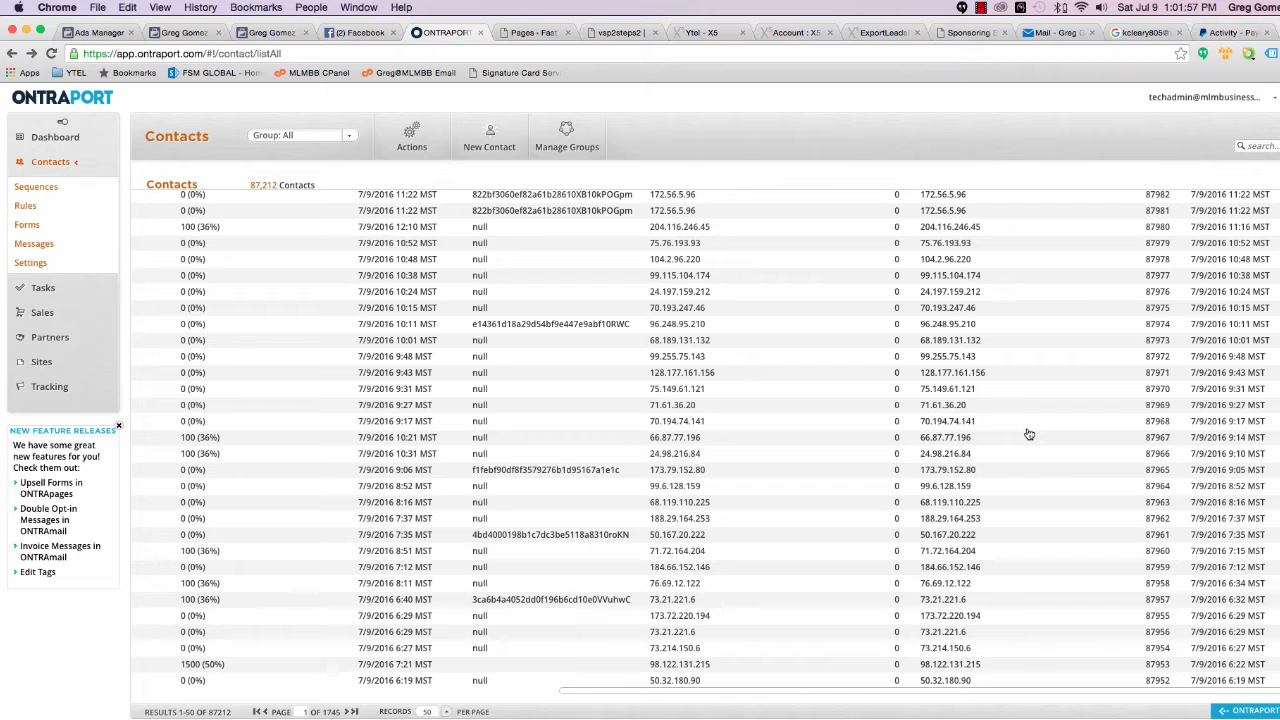 Chrome File Edit View History Bookmarks People Window Help Sat Jul 9 1:01:57 PM Greg Gome
Ads Manager Greg Gomez Greg Gomez (2) Facebook ONTRAPORT Pages ‹ Fast vsp2steps2 | Ytel - X5 Account : X5 ExportLeads Sponsoring B Mail - Greg G kcleary805@ Activity - Pay
https://app.ontraport.com/#!/contact/listAll
Apps YTEL Bookmarks FSM GLOBAL - Hom MLMBB CPanel Greg@MLMBB Email Signature Card Serv
ONTRAPORT techadmin@mlmbusiness...
Dashboard
Contacts ‹
Sequences
Rules
Forms
Messages
Settings
Tasks
Sales
Partners
Sites
Tracking
NEW FEATURE RELEASES
We have some great
new features for you!
Check them out:
Upsell Forms in
ONTRApages
Double Opt-in
Messages in
ONTRAmail
Invoice Messages in
ONTRAmail
Edit Tags
Contacts Group: All Actions New Contact Manage Groups search...
Contacts 87,212 Contacts
0 (0%) 7/9/2016 11:22 MST 822bf3060ef82a61b28610XB10kPOGpm 172.56.5.96 0 172.56.5.96 87982 7/9/2016 11:22 MST
0 (0%) 7/9/2016 11:22 MST 822bf3060ef82a61b28610XB10kPOGpm 172.56.5.96 0 172.56.5.96 87981 7/9/2016 11:22 MST
100 (36%) 7/9/2016 12:10 MST null 204.116.246.45 0 204.116.246.45 87980 7/9/2016 11:16 MST
0 (0%) 7/9/2016 10:52 MST null 75.76.193.93 0 75.76.193.93 87979 7/9/2016 10:52 MST
0 (0%) 7/9/2016 10:48 MST null 104.2.96.220 0 104.2.96.220 87978 7/9/2016 10:48 MST
0 (0%) 7/9/2016 10:38 MST null 99.115.104.174 0 99.115.104.174 87977 7/9/2016 10:38 MST
0 (0%) 7/9/2016 10:24 MST null 24.197.159.212 0 24.197.159.212 87976 7/9/2016 10:24 MST
0 (0%) 7/9/2016 10:15 MST null 70.193.247.46 0 70.193.247.46 87975 7/9/2016 10:15 MST
0 (0%) 7/9/2016 10:11 MST e14361d18a29d54bf9e447e9abf10RWC 96.248.95.210 0 96.248.95.210 87974 7/9/2016 10:11 MST
0 (0%) 7/9/2016 10:01 MST null 68.189.131.132 0 68.189.131.132 87973 7/9/2016 10:01 MST
0 (0%) 7/9/2016 9:48 MST null 99.255.75.143 0 99.255.75.143 87972 7/9/2016 9:48 MST
0 (0%) 7/9/2016 9:43 MST null 128.177.161.156 0 128.177.161.156 87971 7/9/2016 9:43 MST
0 (0%) 7/9/2016 9:31 MST null 75.149.61.121 0 75.149.61.121 87970 7/9/2016 9:31 MST
0 (0%) 7/9/2016 9:27 MST null 71.61.36.20 0 71.61.36.20 87969 7/9/2016 9:27 MST
0 (0%) 7/9/2016 9:17 MST null 70.194.74.141 0 70.194.74.141 87968 7/9/2016 9:17 MST
100 (36%) 7/9/2016 10:21 MST null 66.87.77.196 0 66.87.77.196 87967 7/9/2016 9:14 MST
100 (36%) 7/9/2016 10:31 MST null 24.98.216.84 0 24.98.216.84 87966 7/9/2016 9:10 MST
0 (0%) 7/9/2016 9:06 MST f1febf90df8f3579276b1d95167a1e1c 173.79.152.80 0 173.79.152.80 87965 7/9/2016 9:05 MST
0 (0%) 7/9/2016 8:52 MST null 99.6.128.159 0 99.6.128.159 87964 7/9/2016 8:52 MST
0 (0%) 7/9/2016 8:16 MST null 68.119.110.225 0 68.119.110.225 87963 7/9/2016 8:16 MST
0 (0%) 7/9/2016 7:37 MST null 188.29.164.253 0 188.29.164.253 87962 7/9/2016 7:37 MST
0 (0%) 7/9/2016 7:35 MST 4bd4000198b1c7dc3be5118a8310roKN 50.167.20.222 0 50.167.20.222 87961 7/9/2016 7:35 MST
100 (36%) 7/9/2016 8:51 MST null 71.72.164.204 0 71.72.164.204 87960 7/9/2016 7:15 MST
0 (0%) 7/9/2016 7:12 MST null 184.66.152.146 0 184.66.152.146 87959 7/9/2016 7:12 MST
100 (36%) 7/9/2016 8:11 MST null 76.69.12.122 0 76.69.12.122 87958 7/9/2016 6:34 MST
100 (36%) 7/9/2016 6:40 MST 3ca6b4a4052dd0f196b6cd10e0VVuhwC 73.21.221.6 0 73.21.221.6 87957 7/9/2016 6:32 MST
0 (0%) 7/9/2016 6:29 MST null 173.72.220.194 0 173.72.220.194 87956 7/9/2016 6:29 MST
0 (0%) 7/9/2016 6:29 MST null 73.21.221.6 0 73.21.221.6 87955 7/9/2016 6:29 MST
0 (0%) 7/9/2016 6:27 MST null 73.214.150.6 0 73.214.150.6 87954 7/9/2016 6:27 MST
1500 (50%) 7/9/2016 7:21 MST 98.122.131.215 0 98.122.131.215 87953 7/9/2016 6:22 MST
0 (0%) 7/9/2016 6:19 MST null 50.32.180.90 0 50.32.180.90 87952 7/9/2016 6:19 MST
RESULTS 1-50 OF 87212 PAGE 1 OF 1745 RECORDS 50 PER PAGE ONTRAPORT